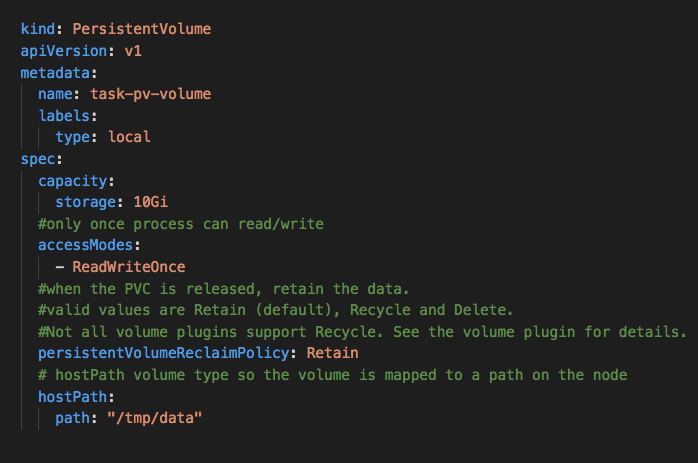 kind: PersistentVolume
apiVersion: v1
metadata:
  name: task-pv-volume
  labels:
    type: local
spec:
  capacity:
    storage: 10Gi
  #only once process can read/write
  accessModes:
    - ReadWriteOnce
  #when the PVC is released, retain the data.
  #valid values are Retain (default), Recycle and Delete.
  #Not all volume plugins support Recycle. See the volume plugin for details.
  persistentVolumeReclaimPolicy: Retain
  # hostPath volume type so the volume is mapped to a path on the node
  hostPath:
    path: "/tmp/data"